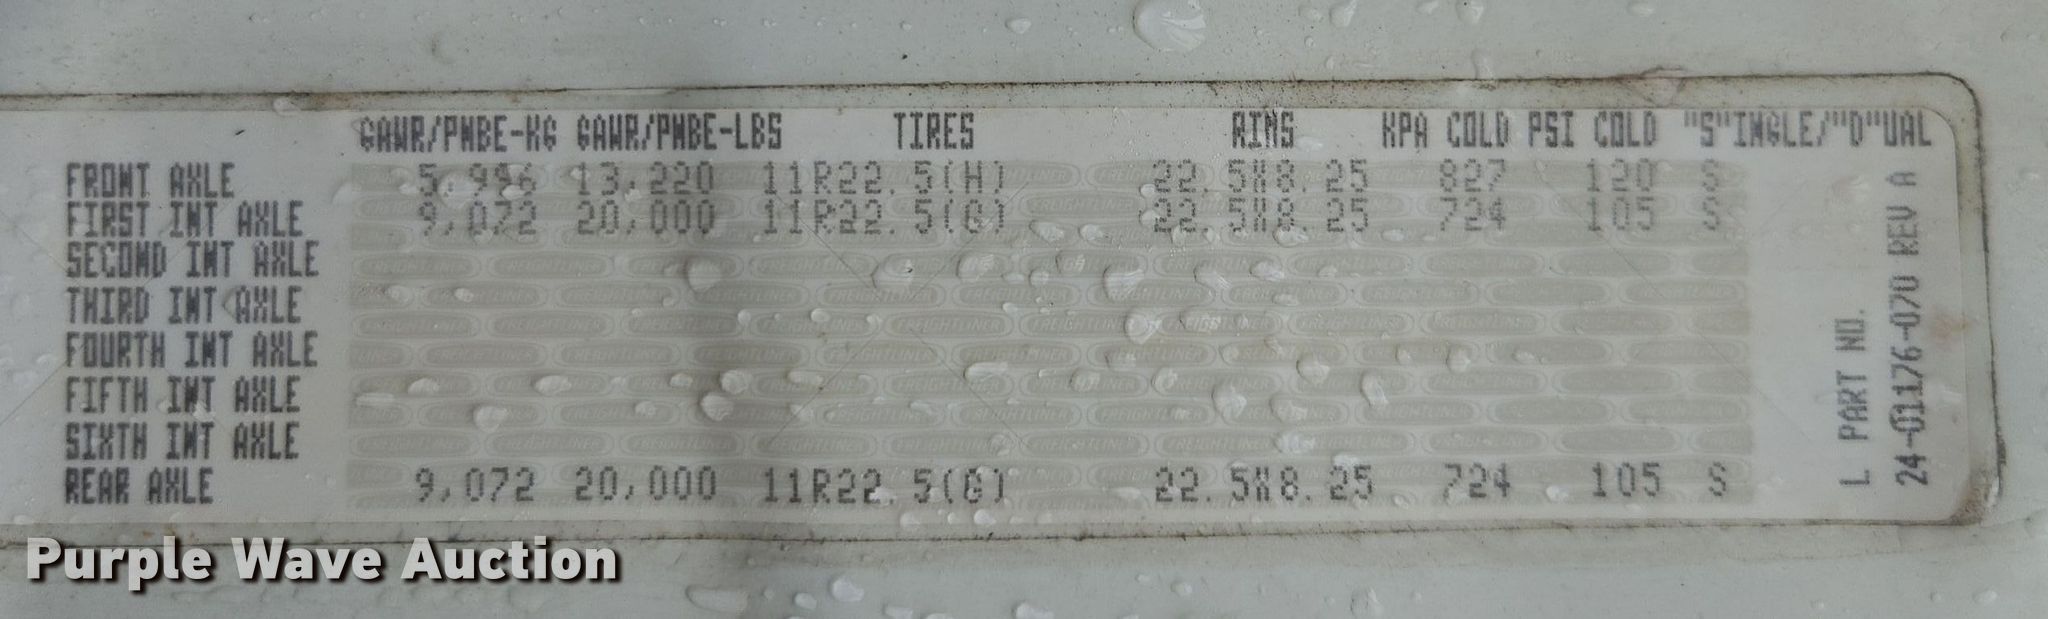 GAWR/PNBE-KG GAWR/PNBE-LBS TIRES RIMS KPA COLD PSI COLD "S"INGLE/"D"UAL
FRONT AXLE 5,996 13,220 11R22.5(H) 22.5X8.25 827 120 S
FIRST INT AXLE 9,072 20,000 11R22.5(G) 22.5X8.25 724 105 S
SECOND INT AXLE
THIRD INT AXLE
FOURTH INT AXLE
FIFTH INT AXLE
SIXTH INT AXLE
REAR AXLE 9,072 20,000 11R22.5(G) 22.5X8.25 724 105 S
L PART NO.
24-01176-070 REV A
Purple Wave Auction